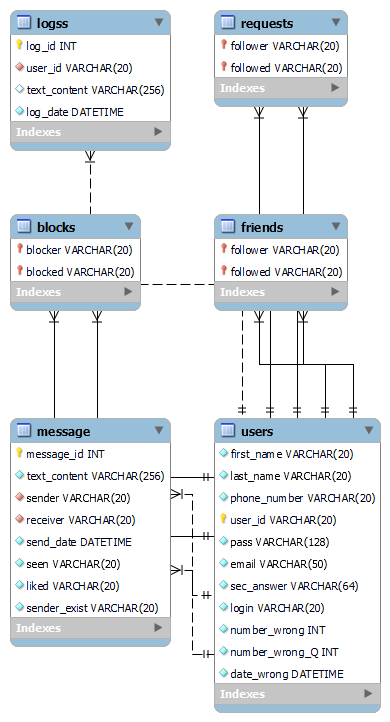 logss
log_id INT
user_id VARCHAR(20)
text_content VARCHAR(256)
log_date DATETIME
Indexes
requests
follower VARCHAR(20)
followed VARCHAR(20)
Indexes
blocks
blocker VARCHAR(20)
blocked VARCHAR(20)
Indexes
friends
follower VARCHAR(20)
followed VARCHAR(20)
Indexes
message
message_id INT
text_content VARCHAR(256)
sender VARCHAR(20)
receiver VARCHAR(20)
send_date DATETIME
seen VARCHAR(20)
liked VARCHAR(20)
sender_exist VARCHAR(20)
Indexes
users
first_name VARCHAR(20)
last_name VARCHAR(20)
phone_number VARCHAR(20)
user_id VARCHAR(20)
pass VARCHAR(128)
email VARCHAR(50)
sec_answer VARCHAR(64)
login VARCHAR(20)
number_wrong INT
number_wrong_Q INT
date_wrong DATETIME
Indexes